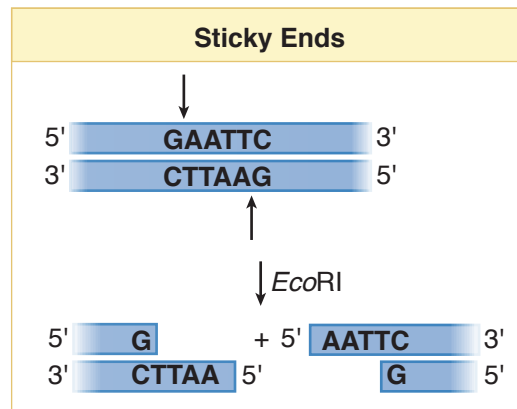 Sticky Ends
5' GAATTC 3'
3' CTTAAG 5'
EcoRI
5' G + 5' AATTC 3'
3' CTTAA 5' G 5'